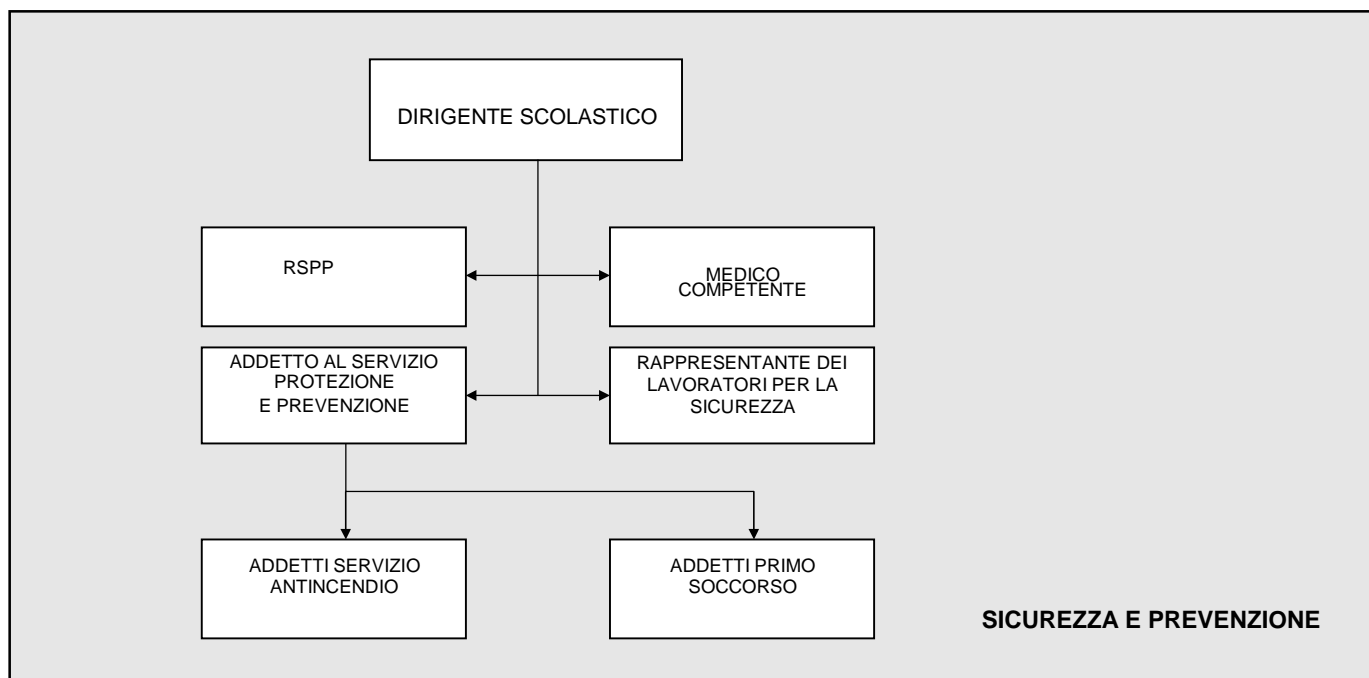 DIRIGENTE SCOLASTICO
RSPP
MEDICO
COMPETENTE
ADDETTO AL SERVIZIO
PROTEZIONE
E PREVENZIONE
RAPPRESENTANTE DEI
LAVORATORI PER LA
SICUREZZA
ADDETTI SERVIZIO
ANTINCENDIO
ADDETTI PRIMO
SOCCORSO
SICUREZZA E PREVENZIONE